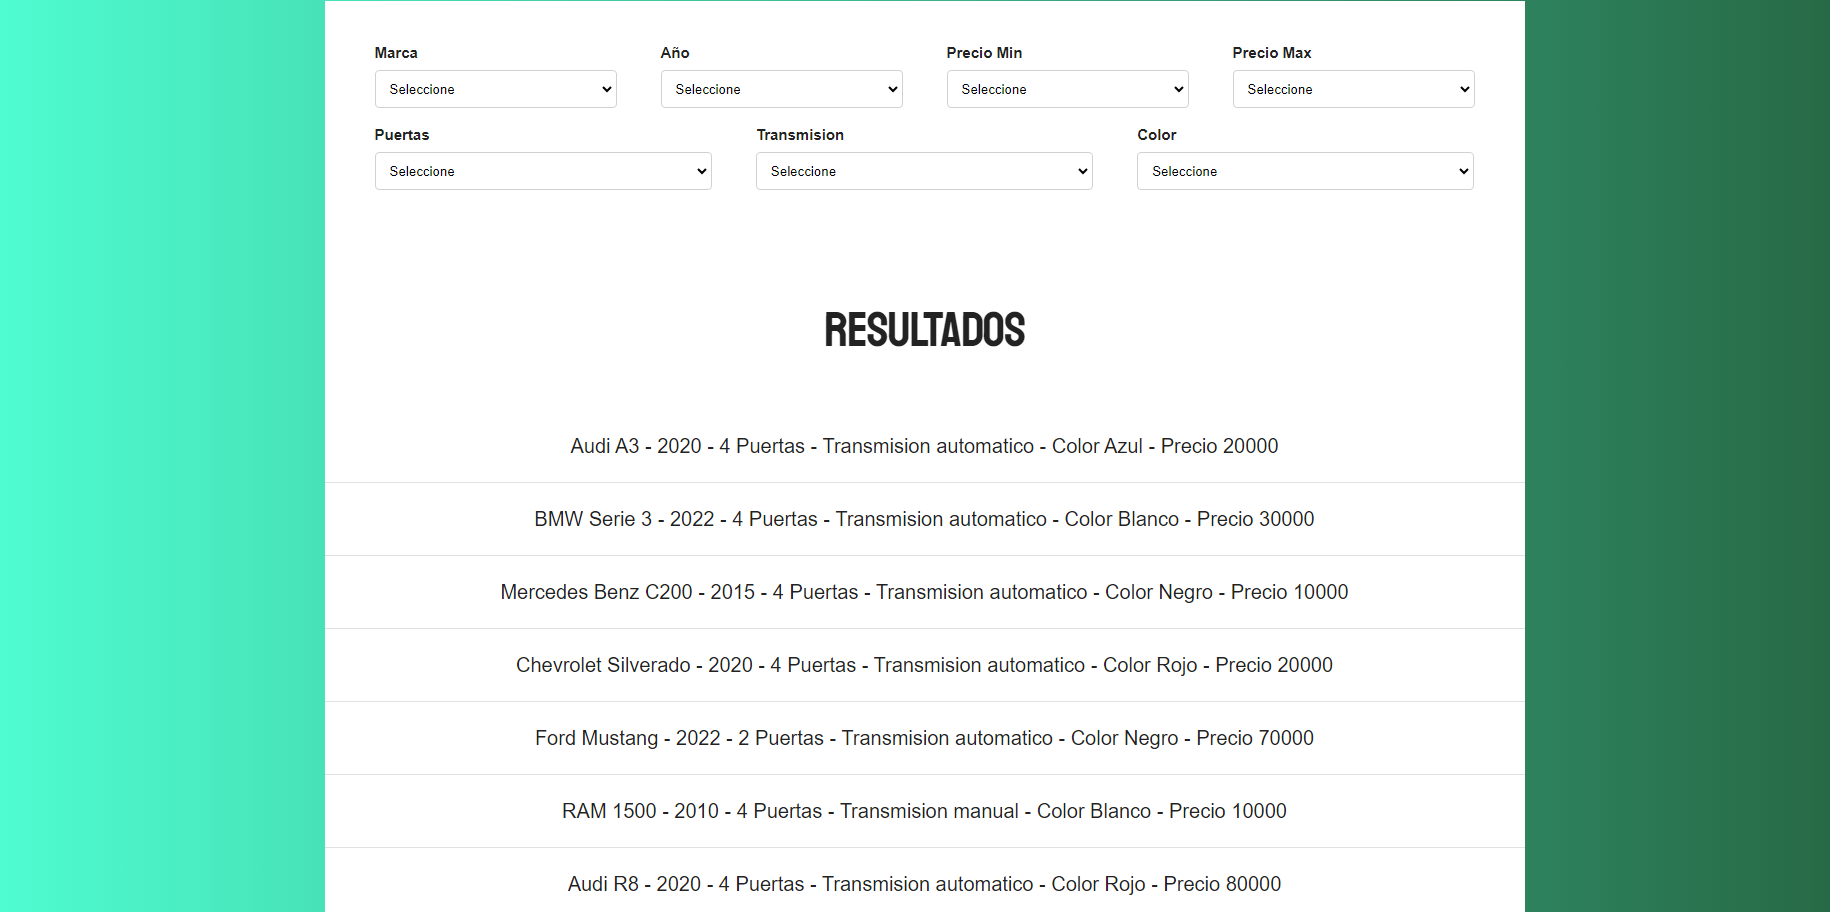 Marca Año Precio Min Precio Max
Seleccione Seleccione Seleccione Seleccione
Puertas Transmision Color
Seleccione Seleccione Seleccione
RESULTADOS
Audi A3 - 2020 - 4 Puertas - Transmision automatico - Color Azul - Precio 20000
BMW Serie 3 - 2022 - 4 Puertas - Transmision automatico - Color Blanco - Precio 30000
Mercedes Benz C200 - 2015 - 4 Puertas - Transmision automatico - Color Negro - Precio 10000
Chevrolet Silverado - 2020 - 4 Puertas - Transmision automatico - Color Rojo - Precio 20000
Ford Mustang - 2022 - 2 Puertas - Transmision automatico - Color Negro - Precio 70000
RAM 1500 - 2010 - 4 Puertas - Transmision manual - Color Blanco - Precio 10000
Audi R8 - 2020 - 4 Puertas - Transmision automatico - Color Rojo - Precio 80000